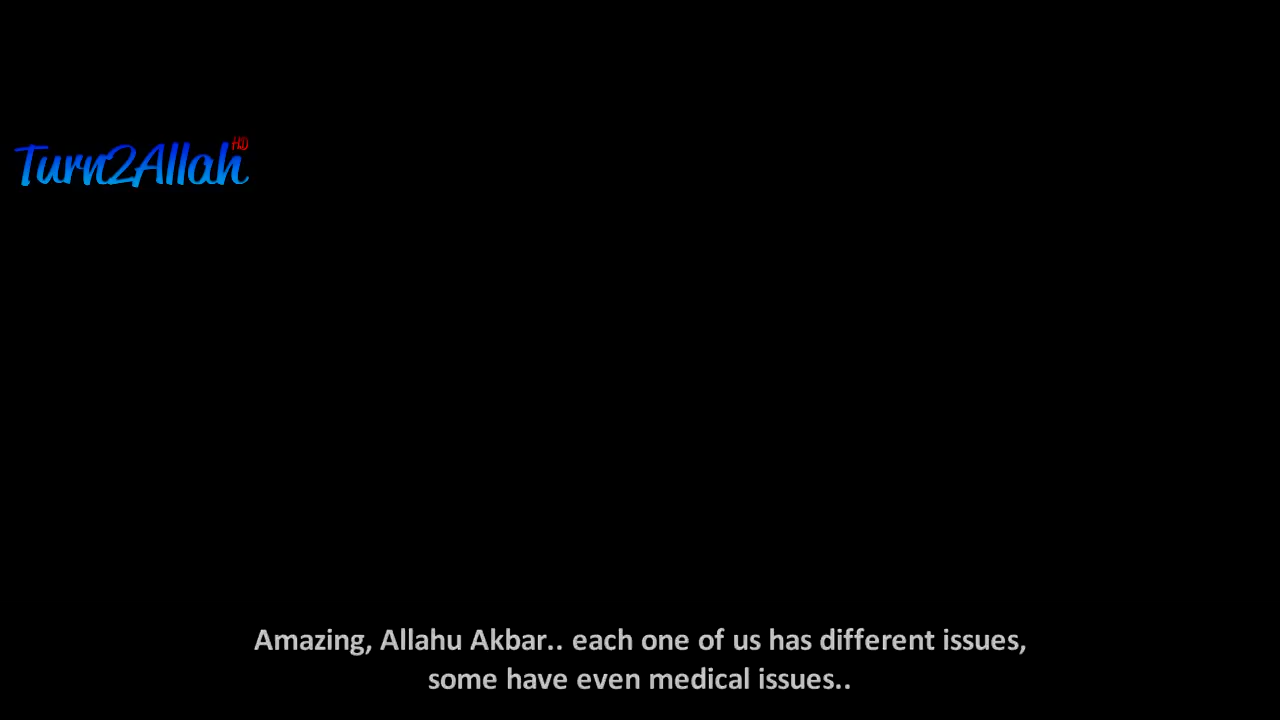 Turn2Allah HD
Amazing, Allahu Akbar.. each one of us has different issues,
some have even medical issues..